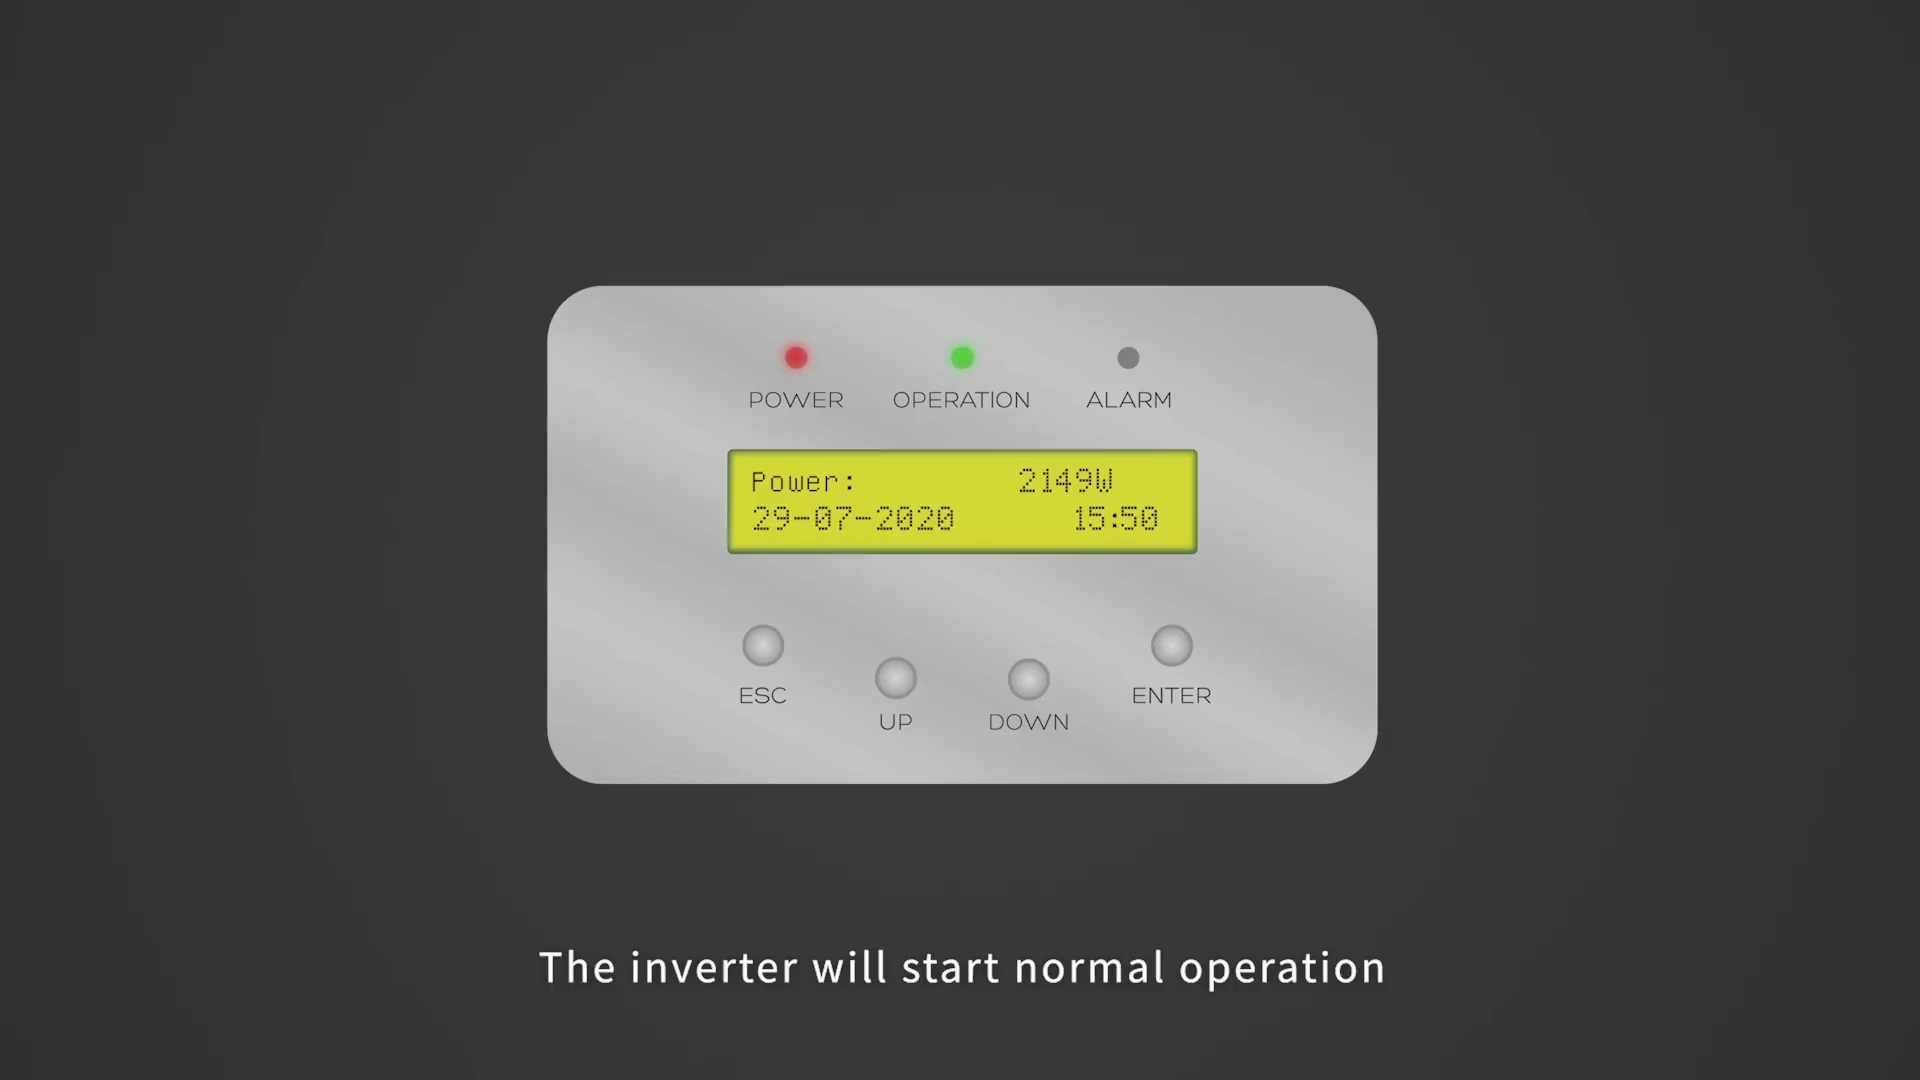 POWER OPERATION ALARM
Power: 2149W
29-07-2020 15:50
ESC UP DOWN ENTER
The inverter will start normal operation